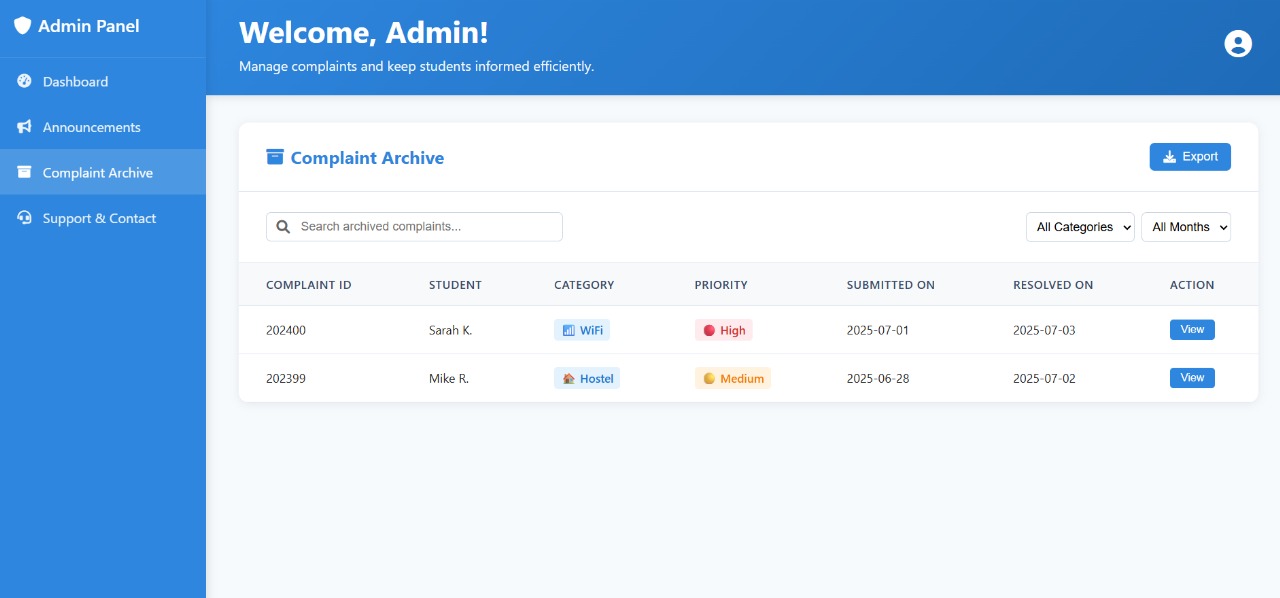 Admin Panel
Dashboard
Announcements
Complaint Archive
Support & Contact
Welcome, Admin!
Manage complaints and keep students informed efficiently.
Complaint Archive
Export
Search archived complaints...
All Categories
All Months
COMPLAINT ID STUDENT CATEGORY PRIORITY SUBMITTED ON RESOLVED ON ACTION
202400 Sarah K. WiFi High 2025-07-01 2025-07-03 View
202399 Mike R. Hostel Medium 2025-06-28 2025-07-02 View